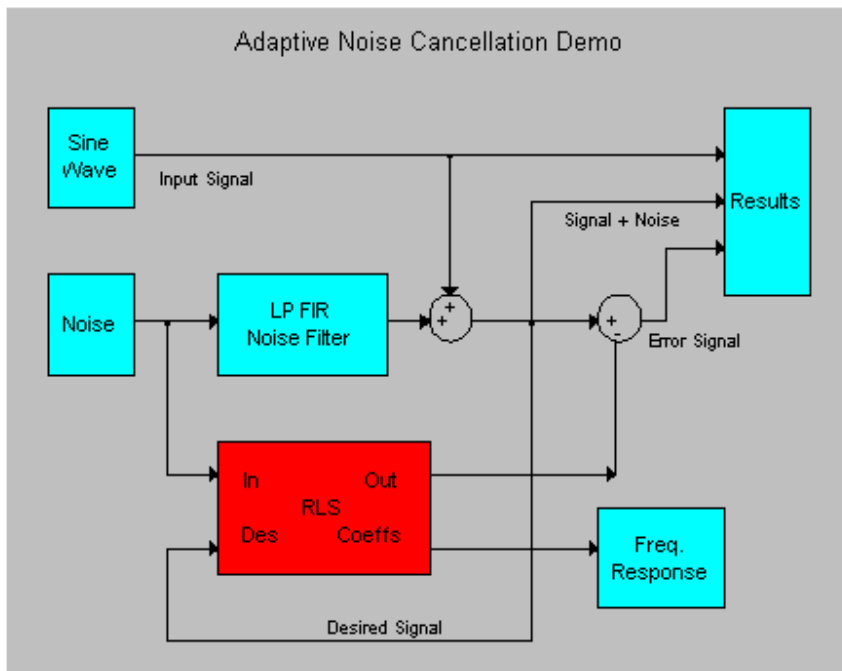 Adaptive Noise Cancellation Demo
Sine
Wave
Input Signal
Signal + Noise
Results
Noise
LP FIR
Noise Filter
+
+
+
-
Error Signal
In
Out
RLS
Des
Coeffs
Freq.
Response
Desired Signal